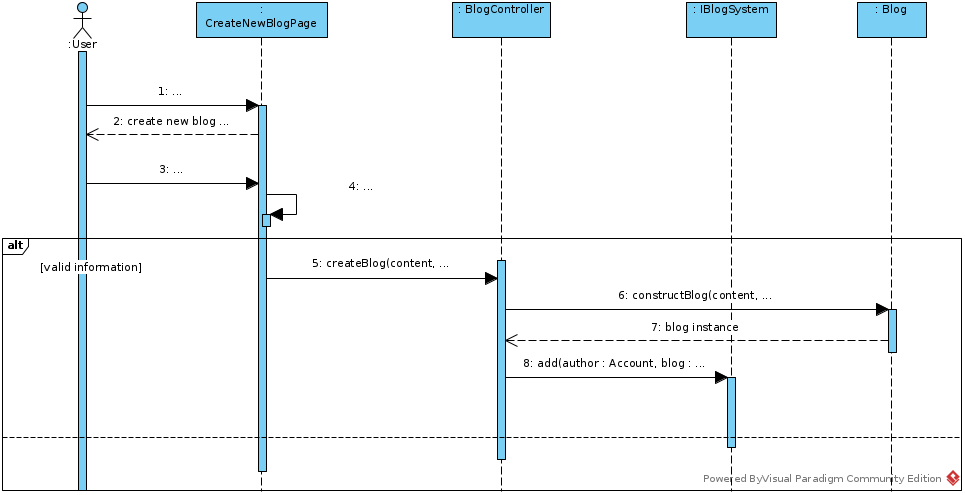 :
: BlogController
: IBlogSystem
: Blog
CreateNewBlogPage
:User
1: ...
2: create new blog ...
3: ...
4: ...
alt
[valid information]
5: createBlog(content, ...
6: constructBlog(content, ...
7: blog instance
8: add(author : Account, blog : ...
Powered ByVisual Paradigm Community Edition